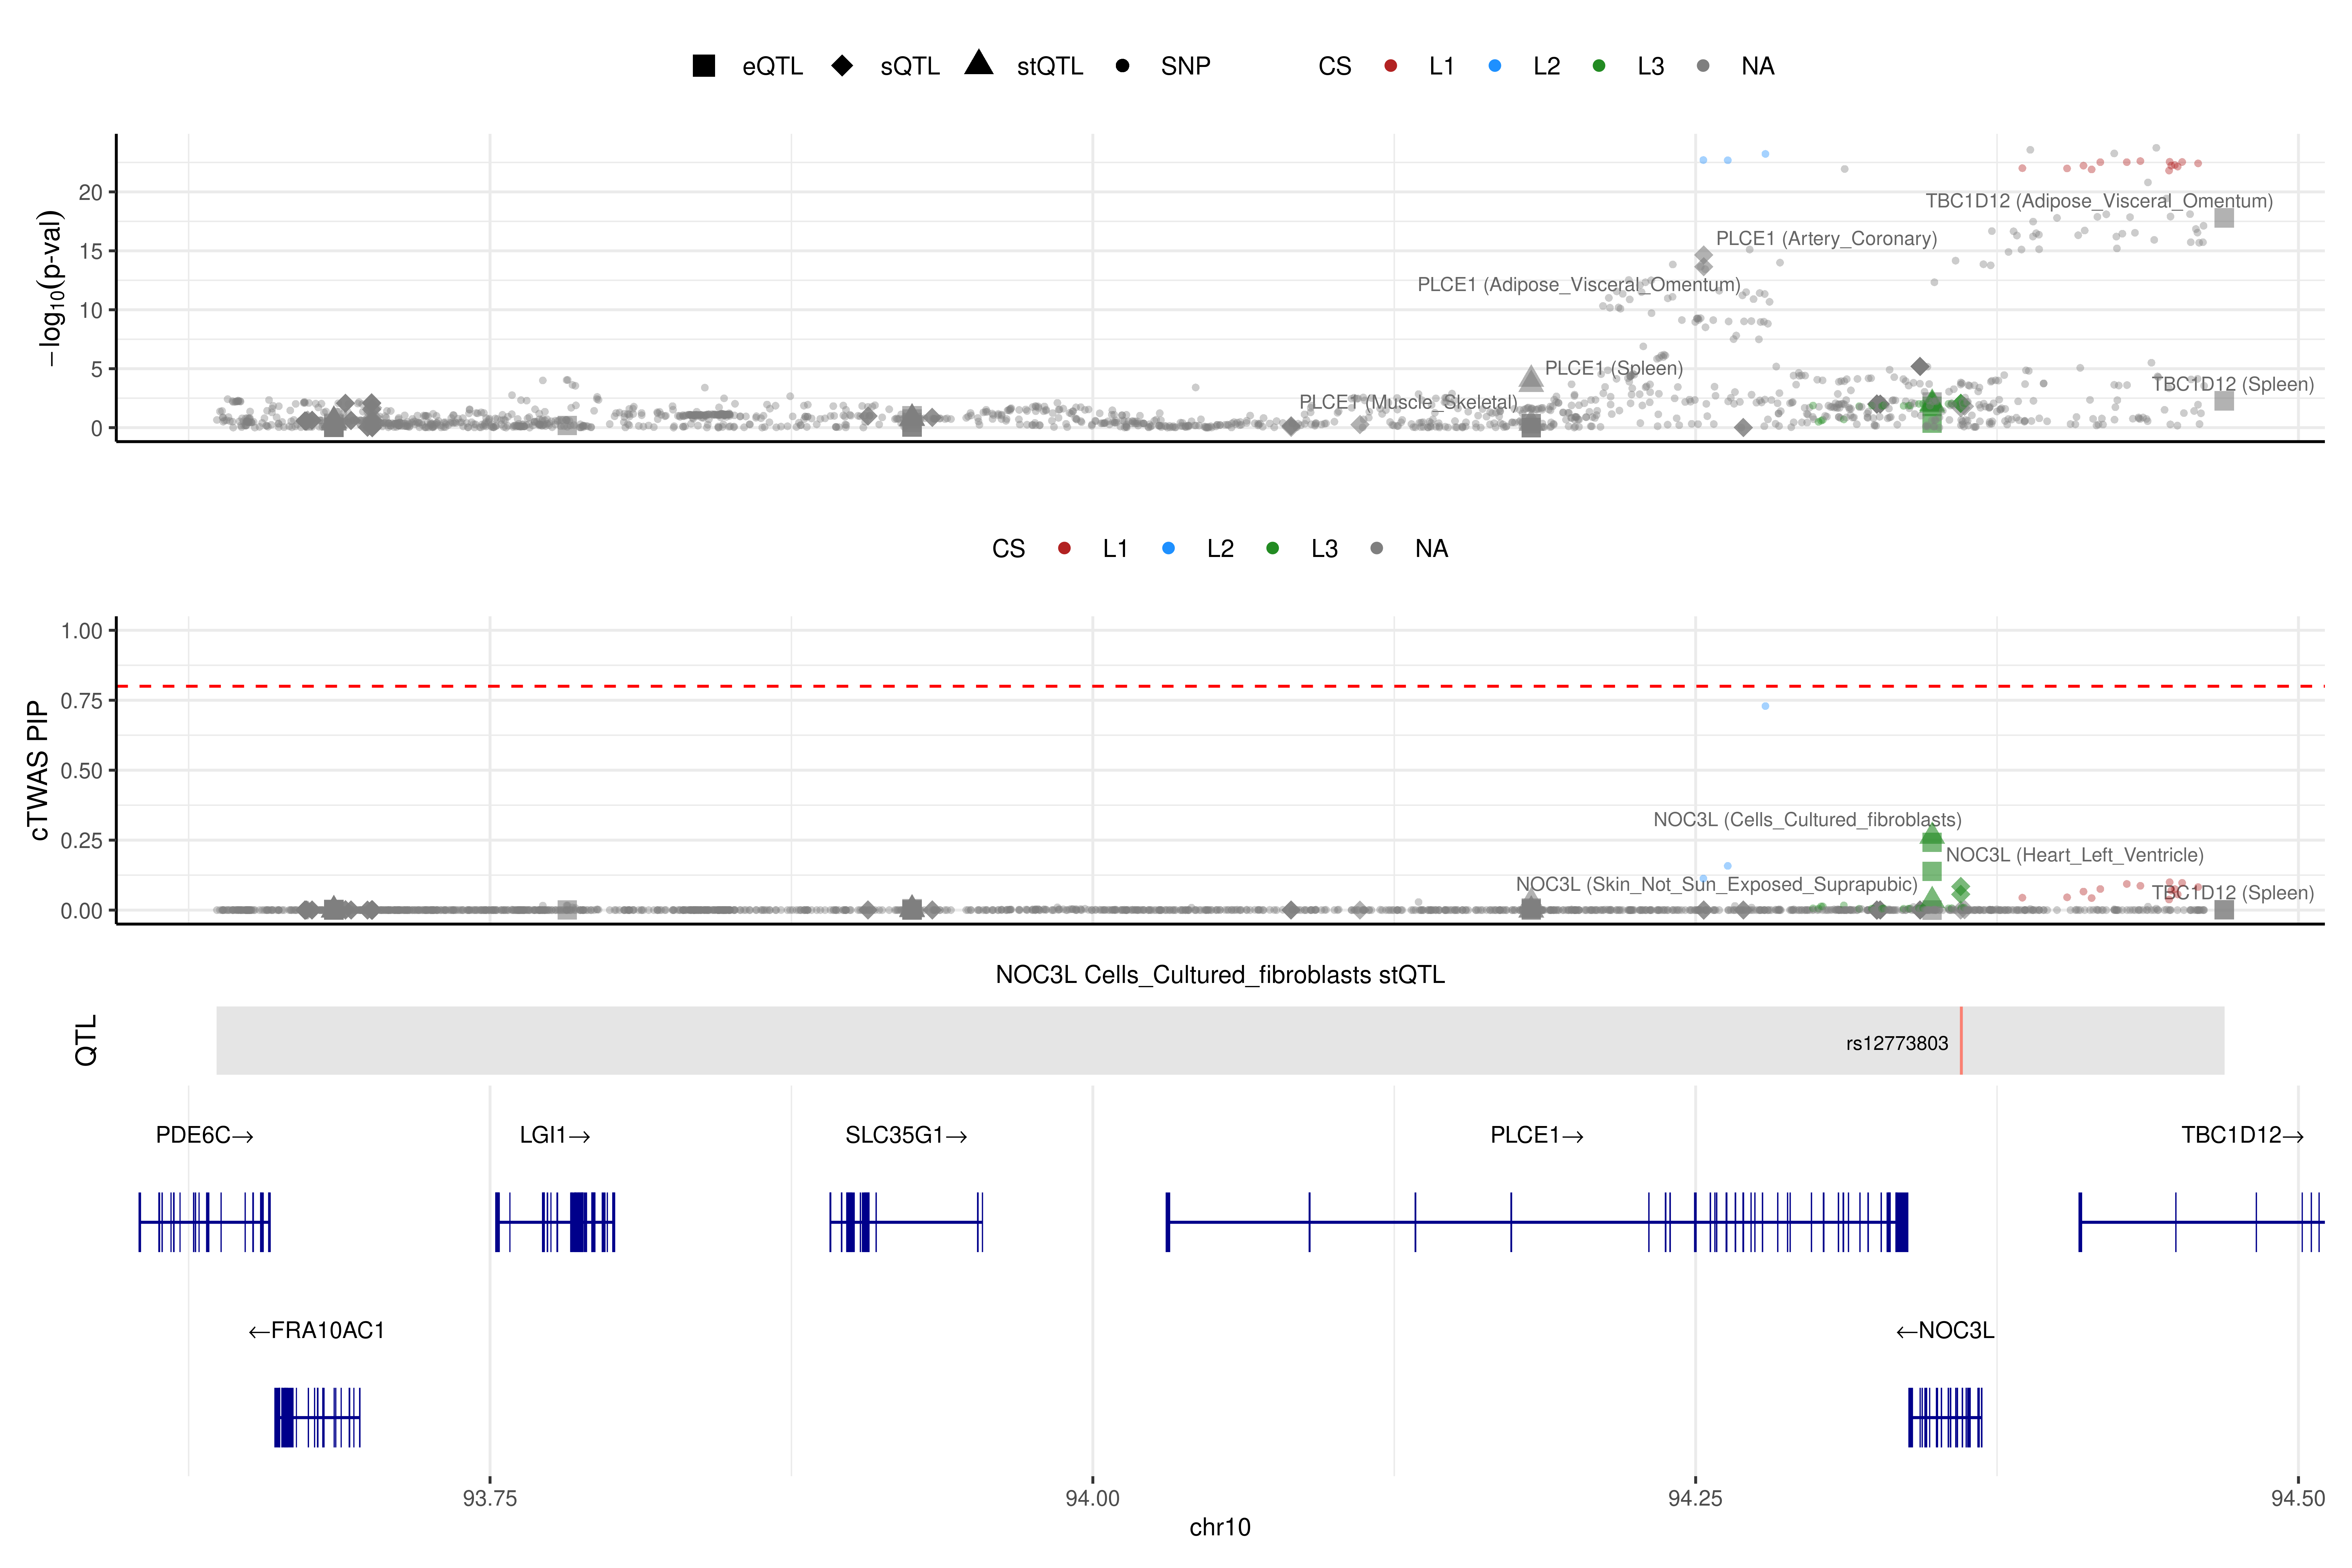 eQTL sQTL stQTL SNP CS L1 L2 L3 NA
−log10(p-val)
20
15
10
5
0
TBC1D12 (Adipose_Visceral_Omentum)
PLCE1 (Artery_Coronary)
PLCE1 (Adipose_Visceral_Omentum)
PLCE1 (Spleen)
TBC1D12 (Spleen)
PLCE1 (Muscle_Skeletal)
CS L1 L2 L3 NA
cTWAS PIP
1.00
0.75
0.50
0.25
0.00
NOC3L (Cells_Cultured_fibroblasts)
NOC3L (Heart_Left_Ventricle)
NOC3L (Skin_Not_Sun_Exposed_Suprapubic)
TBC1D12 (Spleen)
NOC3L Cells_Cultured_fibroblasts stQTL
QTL
rs12773803
PDE6C→ LGI1→ SLC35G1→ PLCE1→ TBC1D12→
←FRA10AC1 ←NOC3L
93.75 94.00 94.25 94.50
chr10